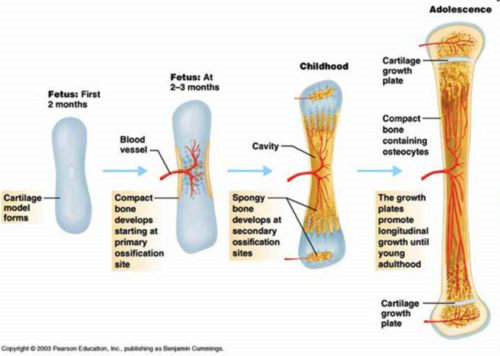 Fetus: First
2 months
Cartilage
model
forms
Fetus: At
2–3 months
Blood
vessel
Compact
bone
develops
starting at
primary
ossification
site
Childhood
Cavity
Spongy
bone
develops at
secondary
ossification
sites
Adolescence
Cartilage
growth
plate
Compact
bone
containing
osteocytes
The growth
plates
promote
longitudinal
growth until
young
adulthood
Cartilage
growth
plate
Copyright © 2003 Pearson Education, Inc., publishing as Benjamin Cummings.